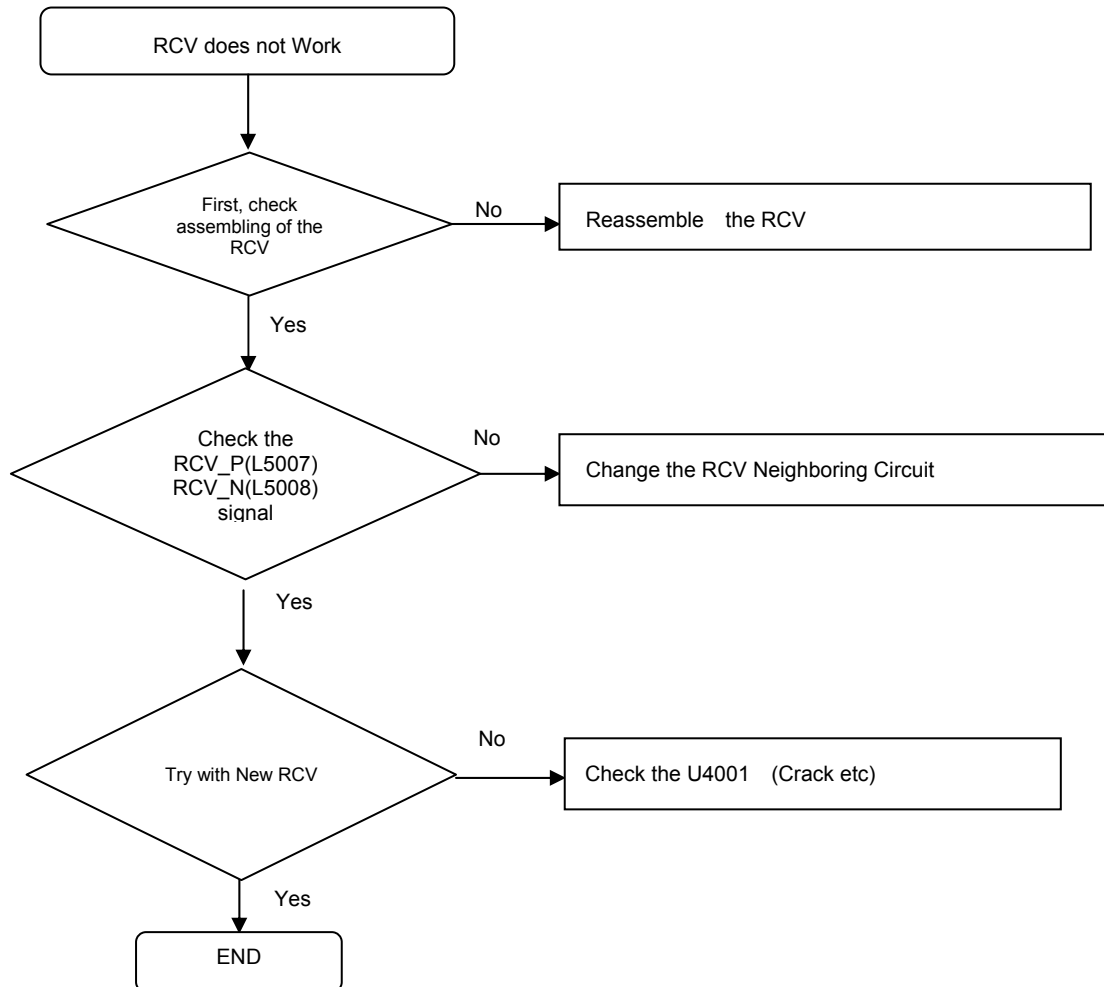 RCV does not Work
First, check
assembling of the
RCV
No
Reassemble the RCV
Yes
Check the
RCV_P(L5007)
RCV_N(L5008)
signal
No
Change the RCV Neighboring Circuit
Yes
Try with New RCV
No
Check the U4001 (Crack etc)
Yes
END